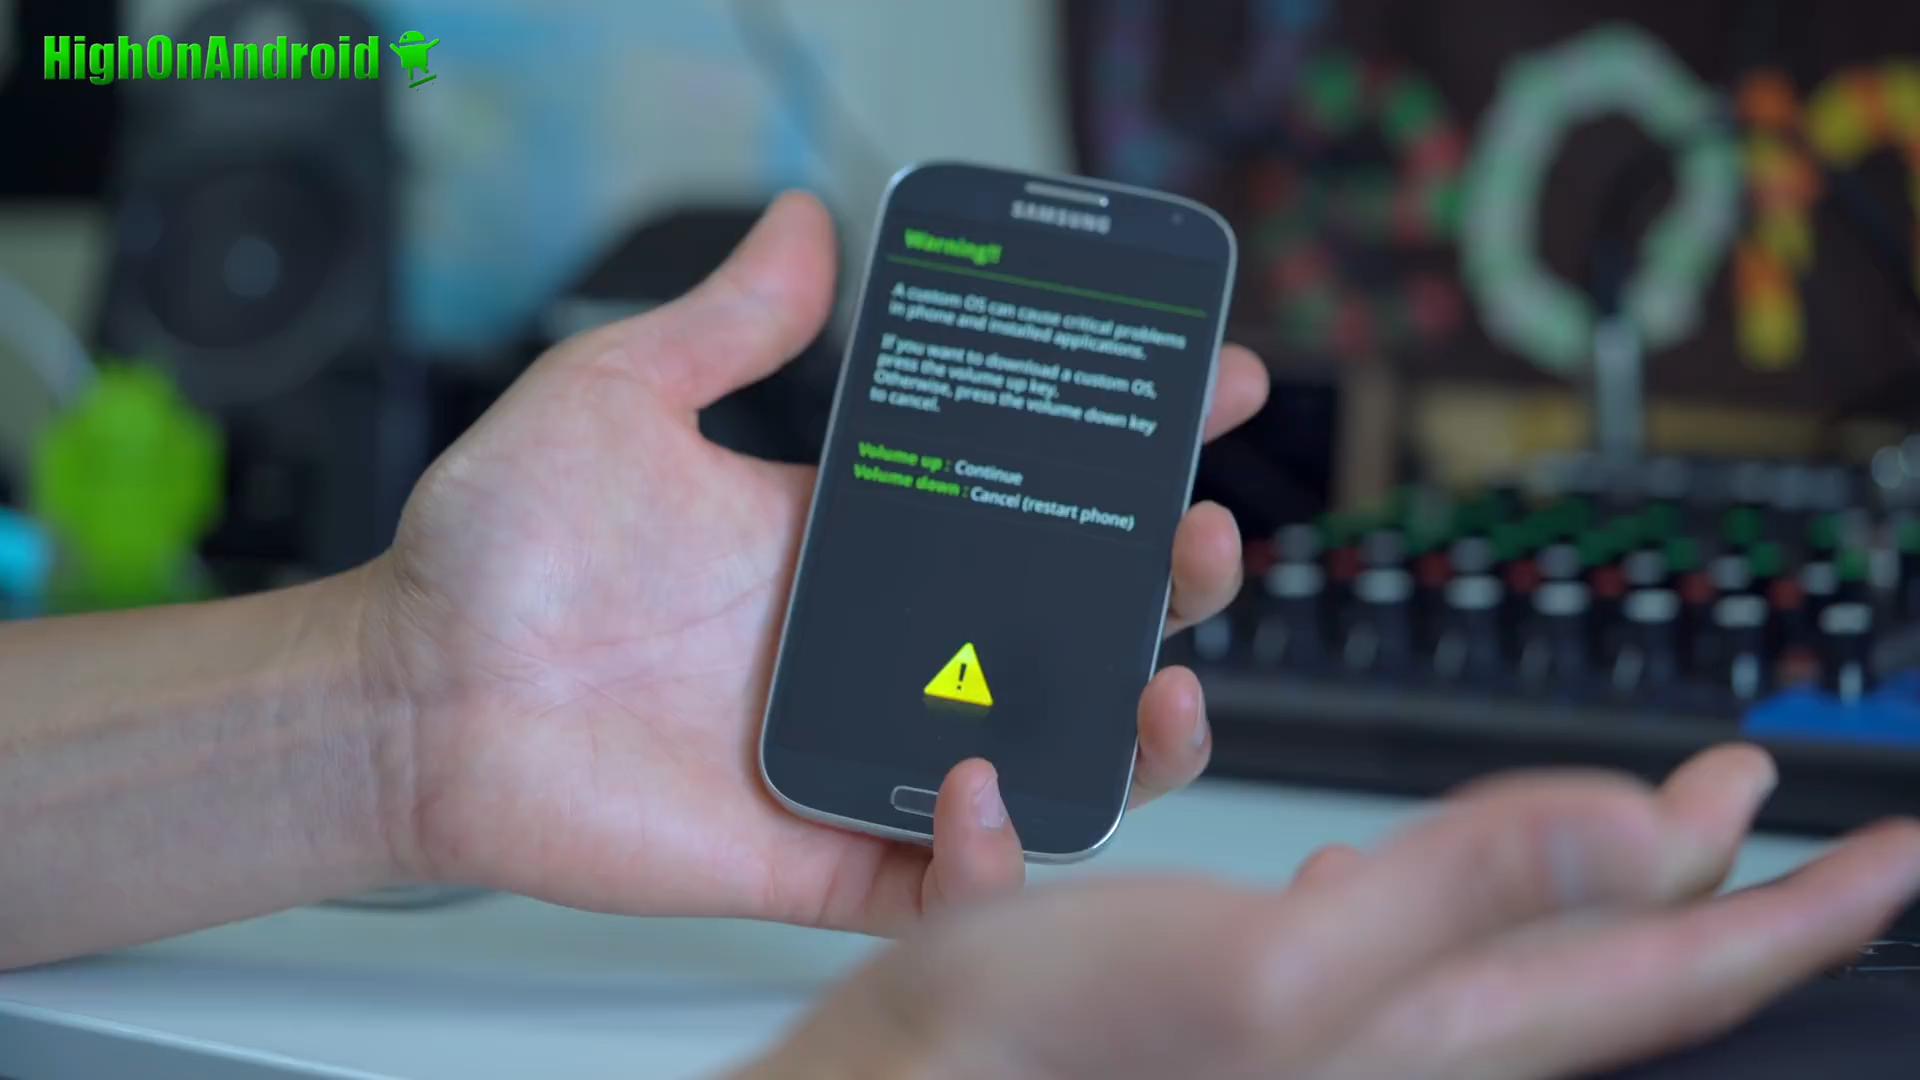 HighOnAndroid
SAMSUNG
Warning!!
A custom OS can cause critical problems
in phone and installed applications.
If you want to download a custom OS,
press the volume up key.
Otherwise, press the volume down key
to cancel.
Volume up : Continue
Volume down : Cancel (restart phone)